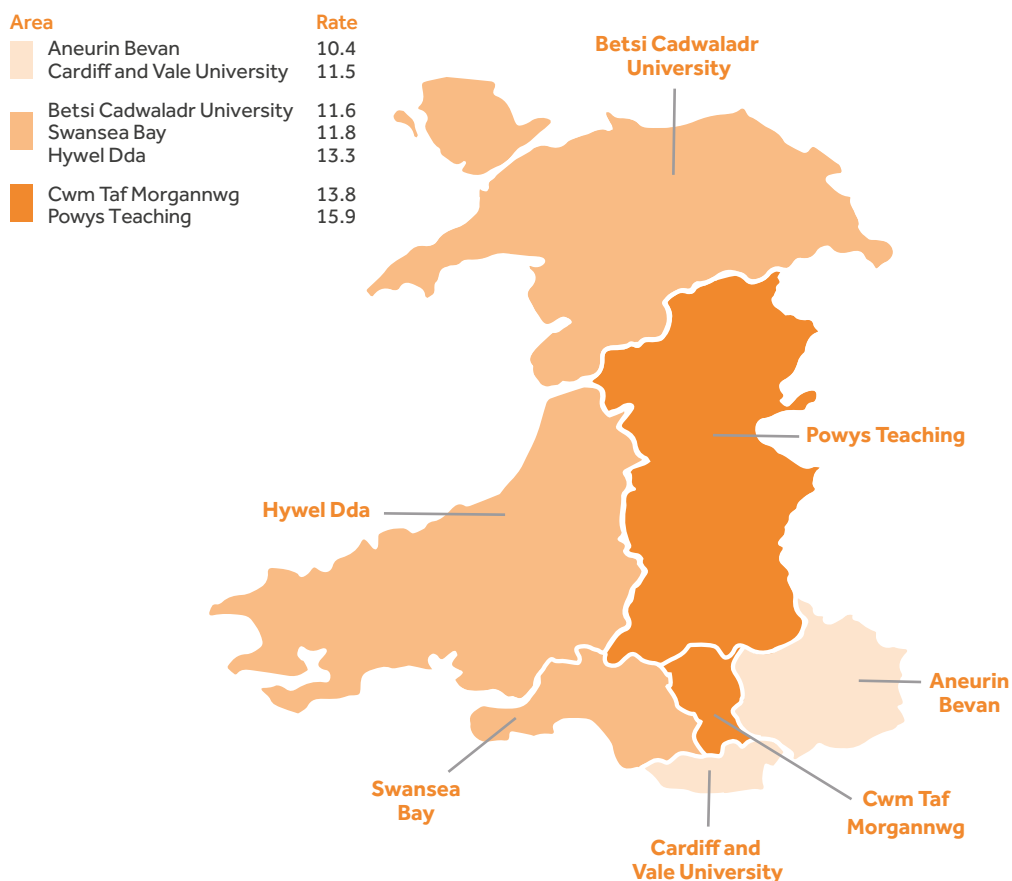 Area Rate
Aneurin Bevan 10.4
Cardiff and Vale University 11.5
Betsi Cadwaladr University 11.6
Swansea Bay 11.8
Hywel Dda 13.3
Cwm Taf Morgannwg 13.8
Powys Teaching 15.9
Betsi Cadwaladr
University
Powys Teaching
Hywel Dda
Aneurin
Bevan
Swansea
Bay
Cwm Taf
Morgannwg
Cardiff and
Vale University